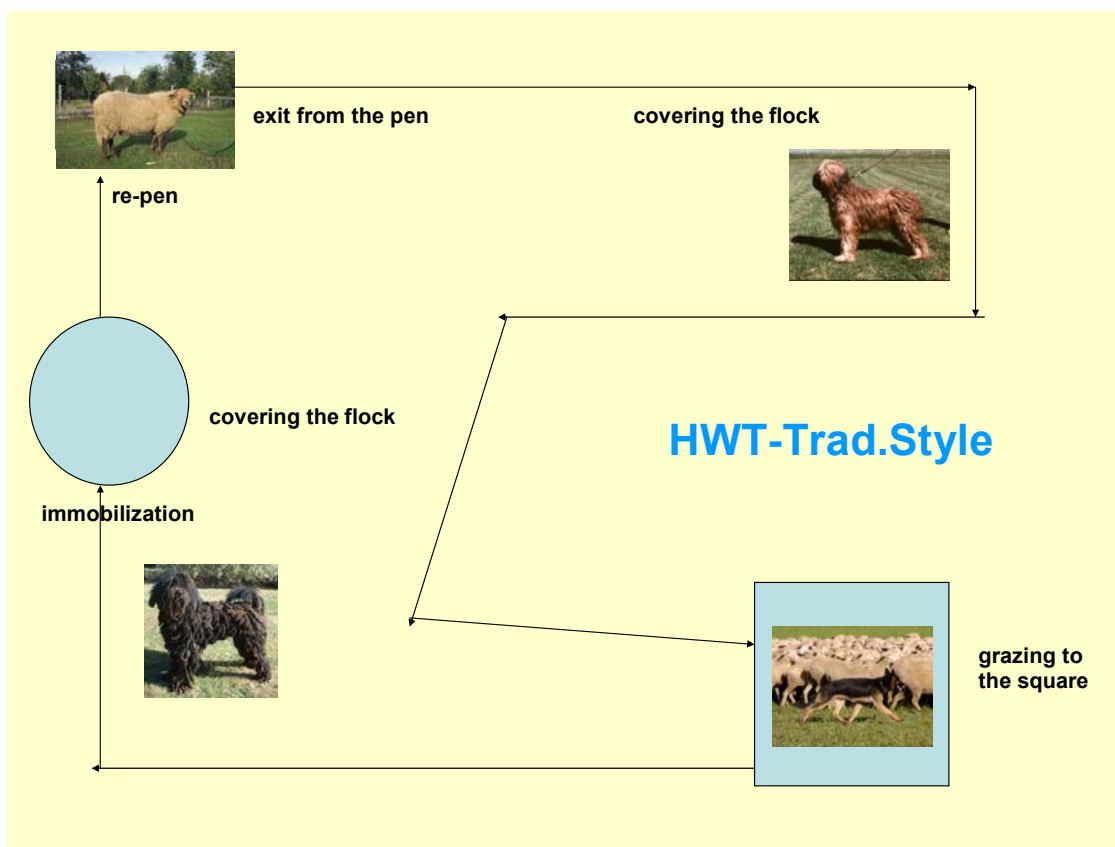 exit from the pen
covering the flock
re-pen
covering the flock
HWT-Trad.Style
immobilization
grazing to
the square